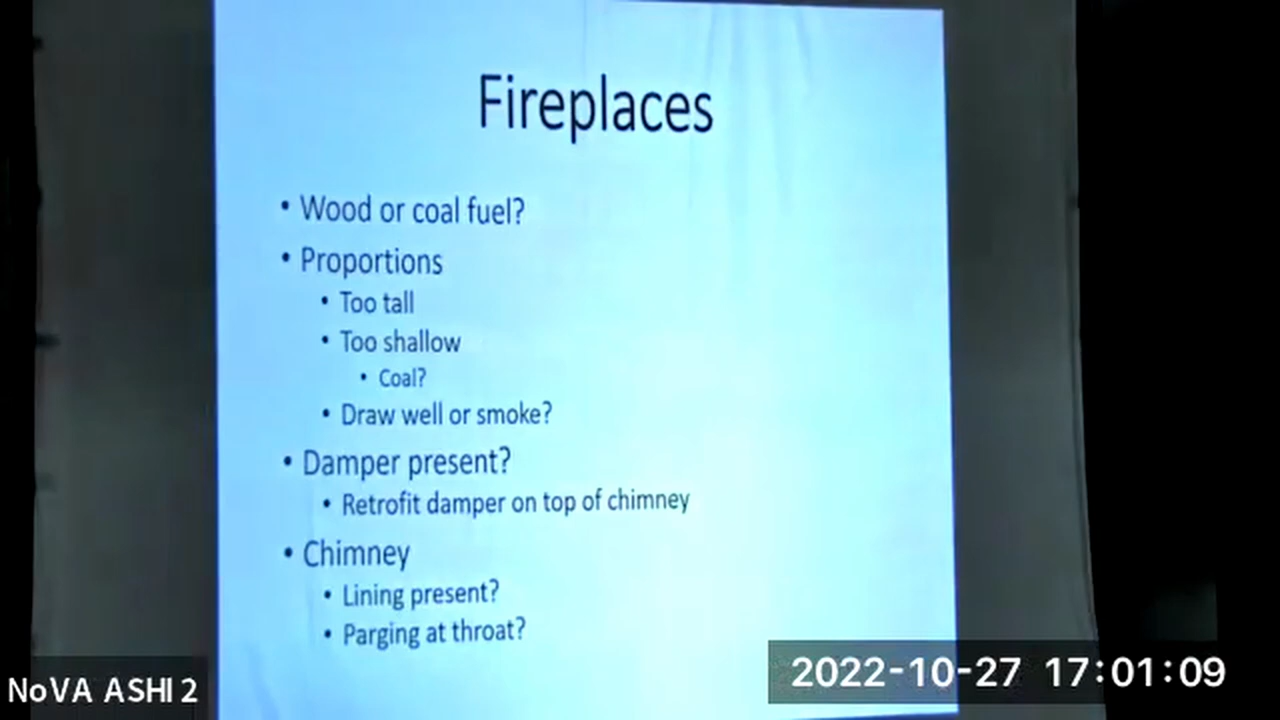 Fireplaces
• Wood or coal fuel?
• Proportions
• Too tall
• Too shallow
• Coal?
• Draw well or smoke?
• Damper present?
• Retrofit damper on top of chimney
• Chimney
• Lining present?
• Parging at throat?
NoVA ASHI 2
2022-10-27 17:01:09